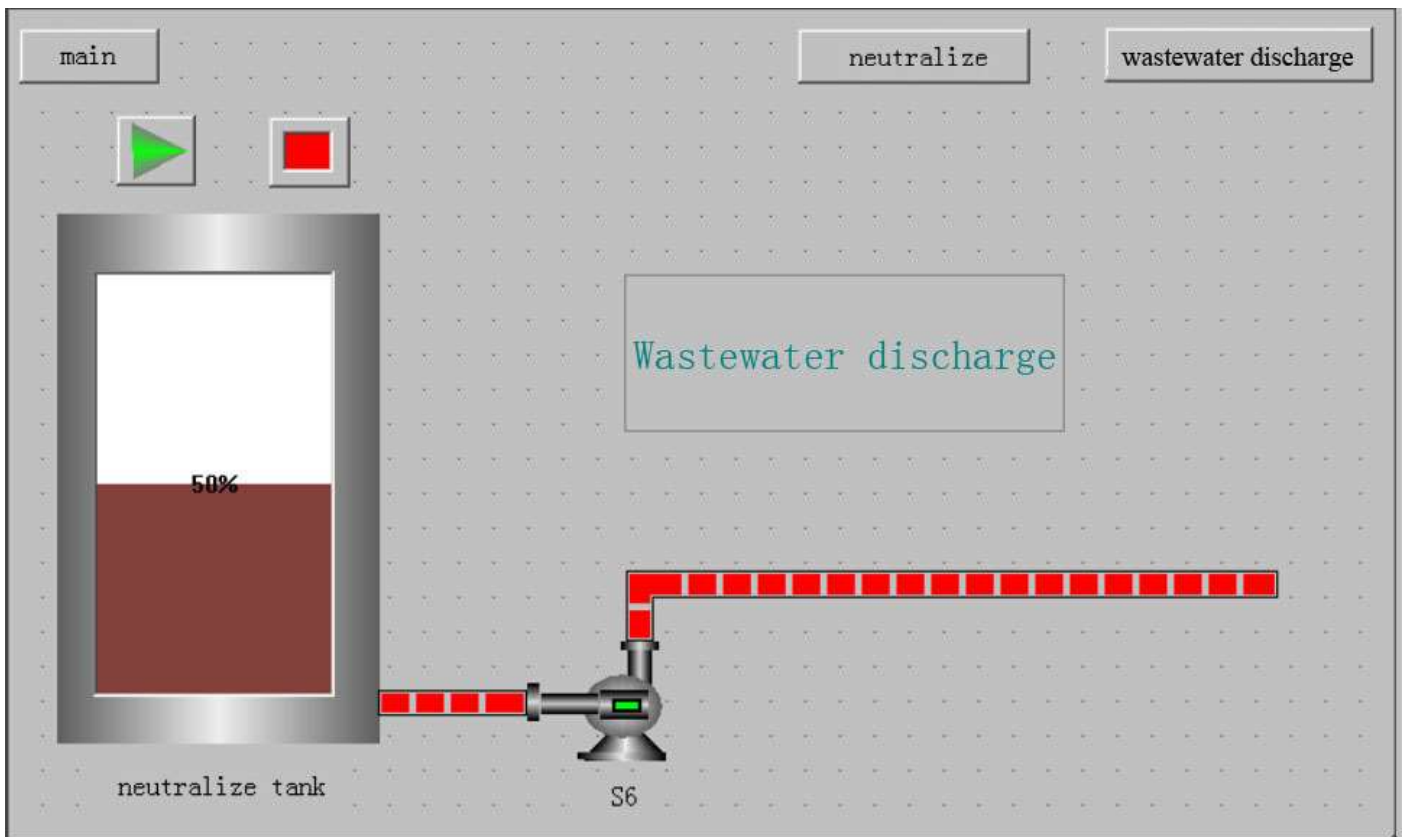 main
neutralize
wastewater discharge
Wastewater discharge
50%
neutralize tank
S6